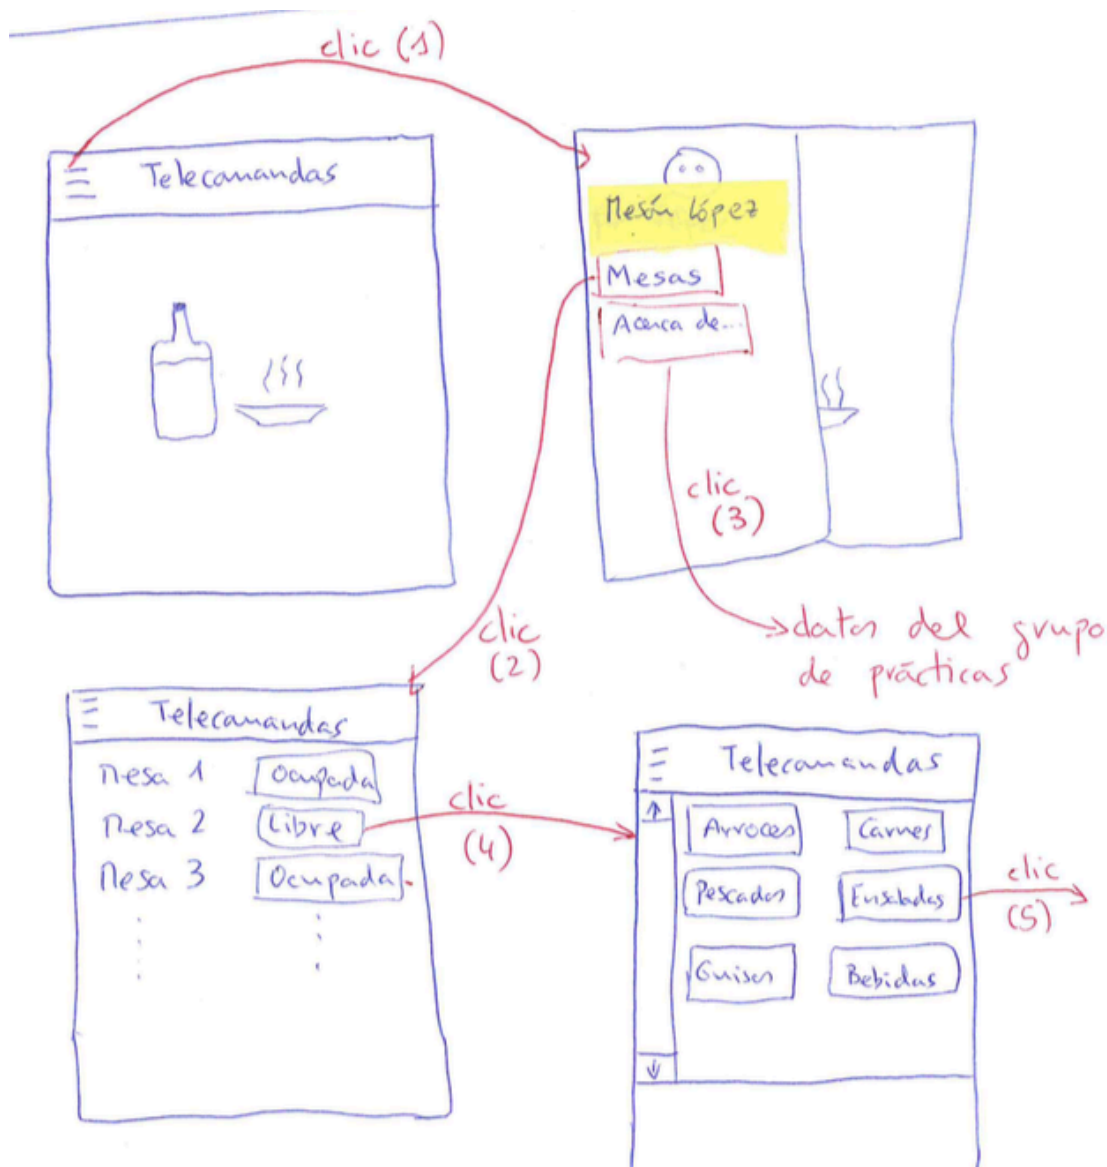 clic (1)
Telecomandas
Mesón López
Mesas
Acerca de...
clic
(3)
clic
(2)
datos del grupo
de prácticas
Telecomandas
Mesa 1 Ocupada
Mesa 2 Libre
Mesa 3 Ocupada
clic
(4)
Telecomandas
Arroces Carnes
Pescados Ensaladas
Guisos Bebidas
clic
(5)